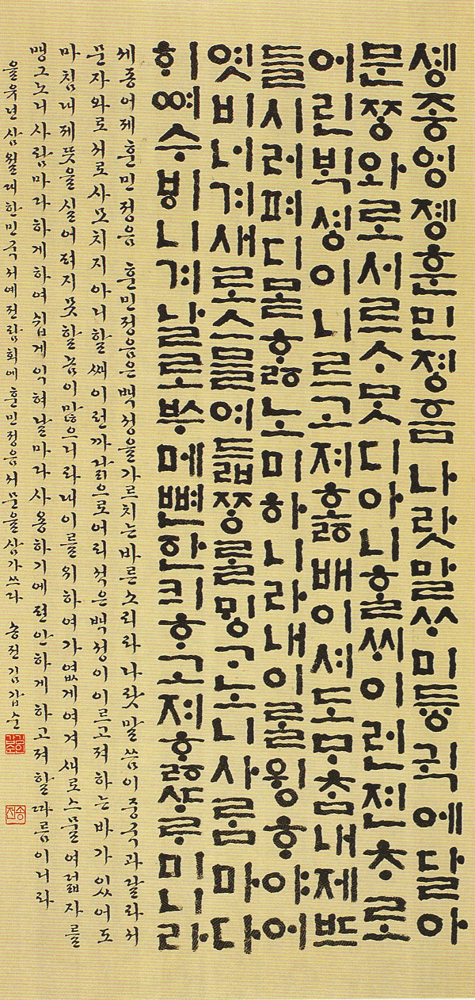 솅종ᅌᅥᆼ졩훈민졍ᅙᅳᆷ 나랏말ᄊᆞ미듕귁에달아
문ᄍᆞᆼ와로서르ᄉᆞᄆᆞᆺ디아니ᄒᆞᆯᄊᆡ이런젼ᄎᆞ로
어린ᄇᆡᆨ셩이니르고져호ᇙ배이셔도ᄆᆞᄎᆞᆷ내제ᄠᅳ
들시러펴디몯ᄒᆞᇙ노미하니라내이ᄅᆞᆯ윙ᄒᆞ야어
엿비너겨새로스믈여듧ᄍᆞᆼᄅᆞᆯᄆᆡᇰᄀᆞ노니사ᄅᆞᆷ마다
ᄒᆡᅇᅧ수ᄫᅵ니겨날로ᄡᅮ메뼌한킈ᄒᆞ고져ᄒᆞᇙᄯᆞᄅᆞ미니라
세종어제훈민정음 훈민정음은백성을가르치는바른소리라나랏말씀이중국과달라서
문자와로서로사모치지아니할쌔이런까닭으로어리석은백성이이르고져하는바가있어도
마침내제뜻을실어펴지못할놈이많으니라내이를위하여가엾게여겨새로스물여덟자를
맹그노니사람마다하게하여쉽게익혀날마다사용하기에편안하게하고져할따름이니라
을유년삼월대한민국서예전람회에훈민정음서문을삼가쓰다 송전김갑순